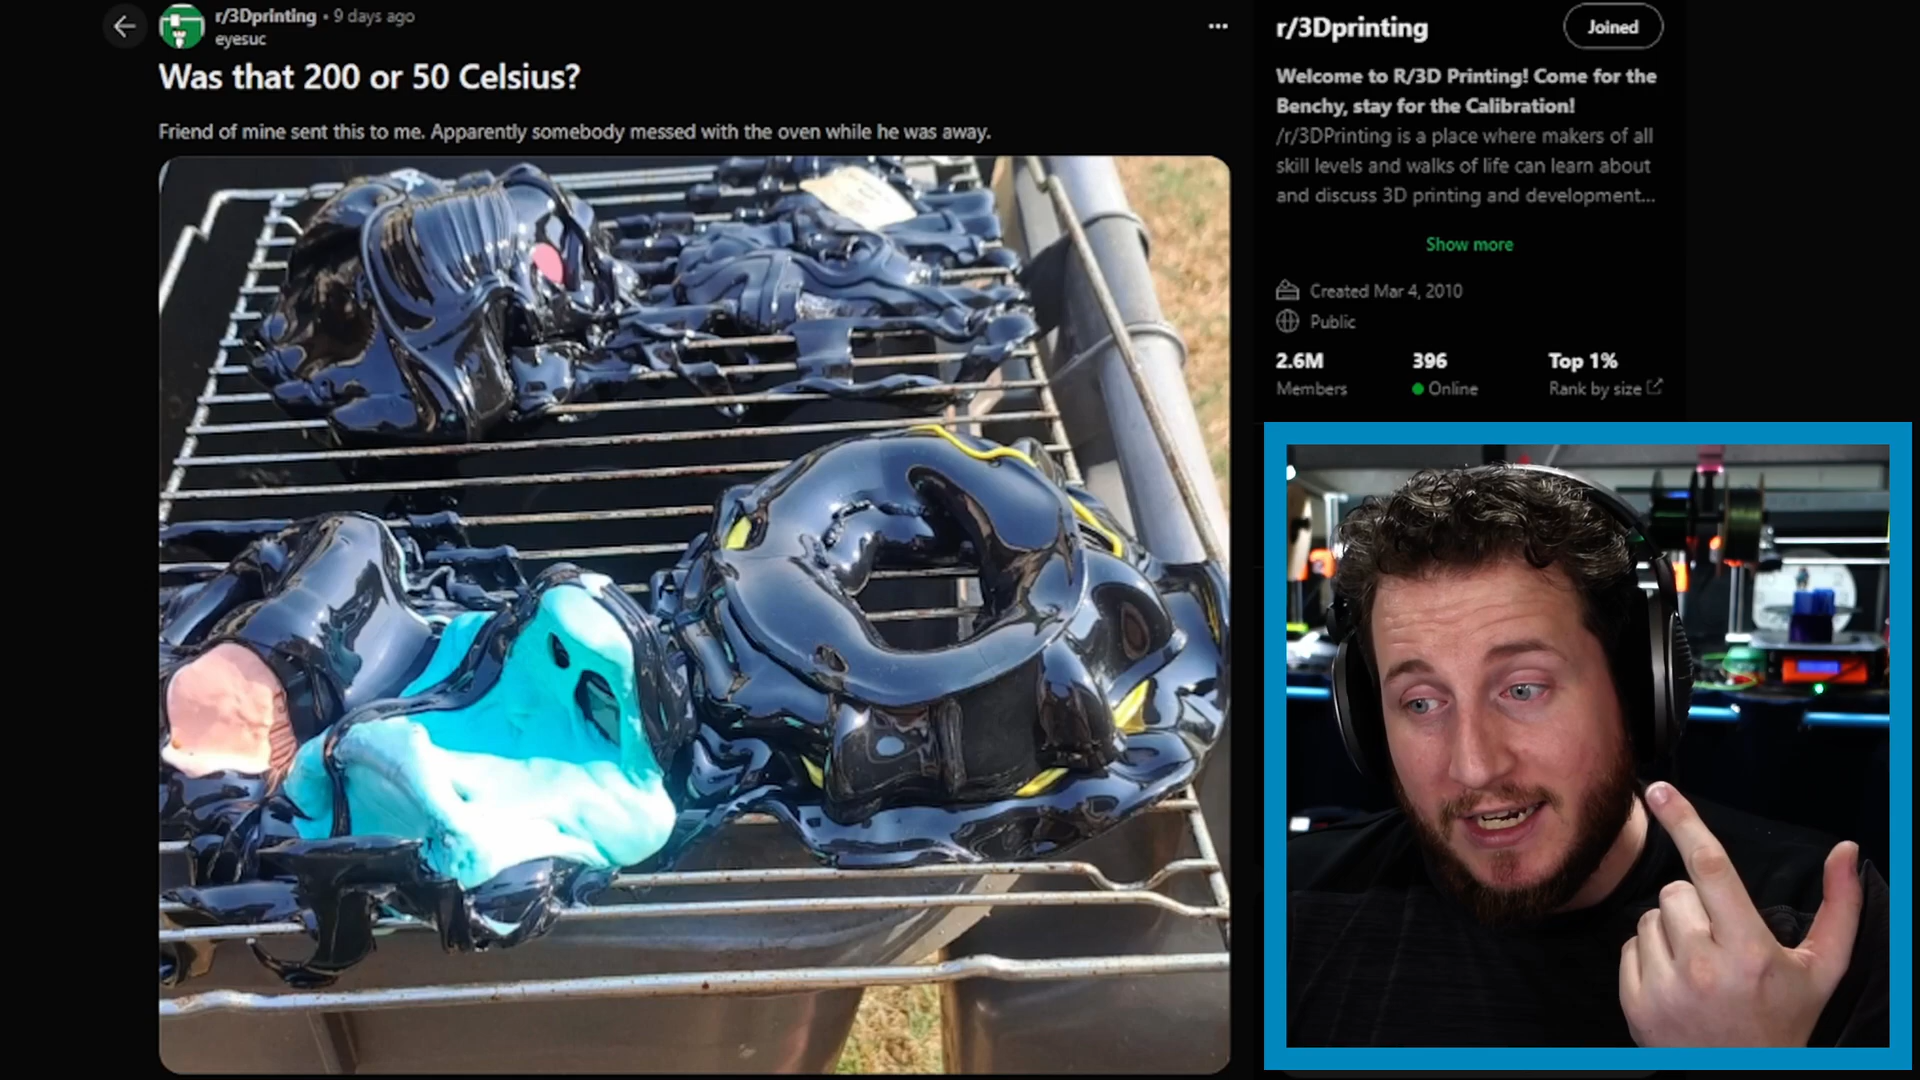 r/3Dprinting • 9 days ago
eyesuc
Was that 200 or 50 Celsius?
Friend of mine sent this to me. Apparently somebody messed with the oven while he was away.
r/3Dprinting
Joined
Welcome to R/3D Printing! Come for the
Benchy, stay for the Calibration!
/r/3DPrinting is a place where makers of all
skill levels and walks of life can learn about
and discuss 3D printing and development...
Show more
Created Mar 4, 2010
Public
2.6M 396 Top 1%
Members Online Rank by size